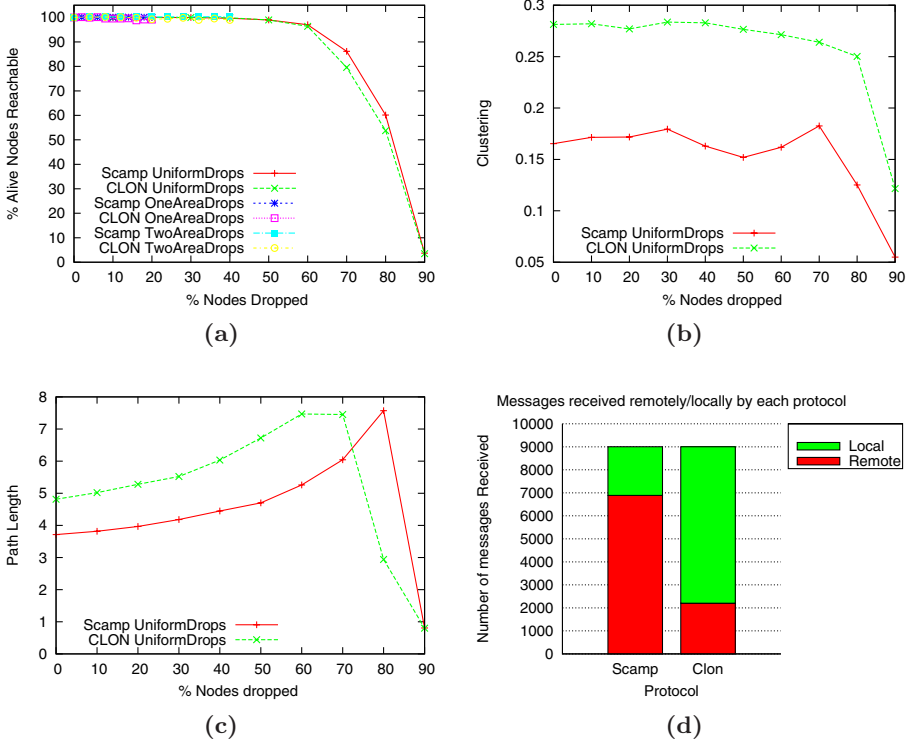 100
90
80
70
60
50
40
30
20
10
0
% Alive Nodes Reachable
Scamp UniformDrops
CLON UniformDrops
Scamp OneAreaDrops
CLON OneAreaDrops
Scamp TwoAreaDrops
CLON TwoAreaDrops
0 10 20 30 40 50 60 70 80 90
% Nodes Dropped
(a)
0.3
0.25
0.2
0.15
0.1
0.05
Clustering
Scamp UniformDrops
CLON UniformDrops
0 10 20 30 40 50 60 70 80 90
% Nodes dropped
(b)
8
7
6
5
4
3
2
1
0
Path Length
Scamp UniformDrops
CLON UniformDrops
0 10 20 30 40 50 60 70 80 90
% Nodes dropped
(c)
Messages received remotely/locally by each protocol
10000
9000
8000
7000
6000
5000
4000
3000
2000
1000
0
Number of messages Received
Local
Remote
Scamp Clon
Protocol
(d)